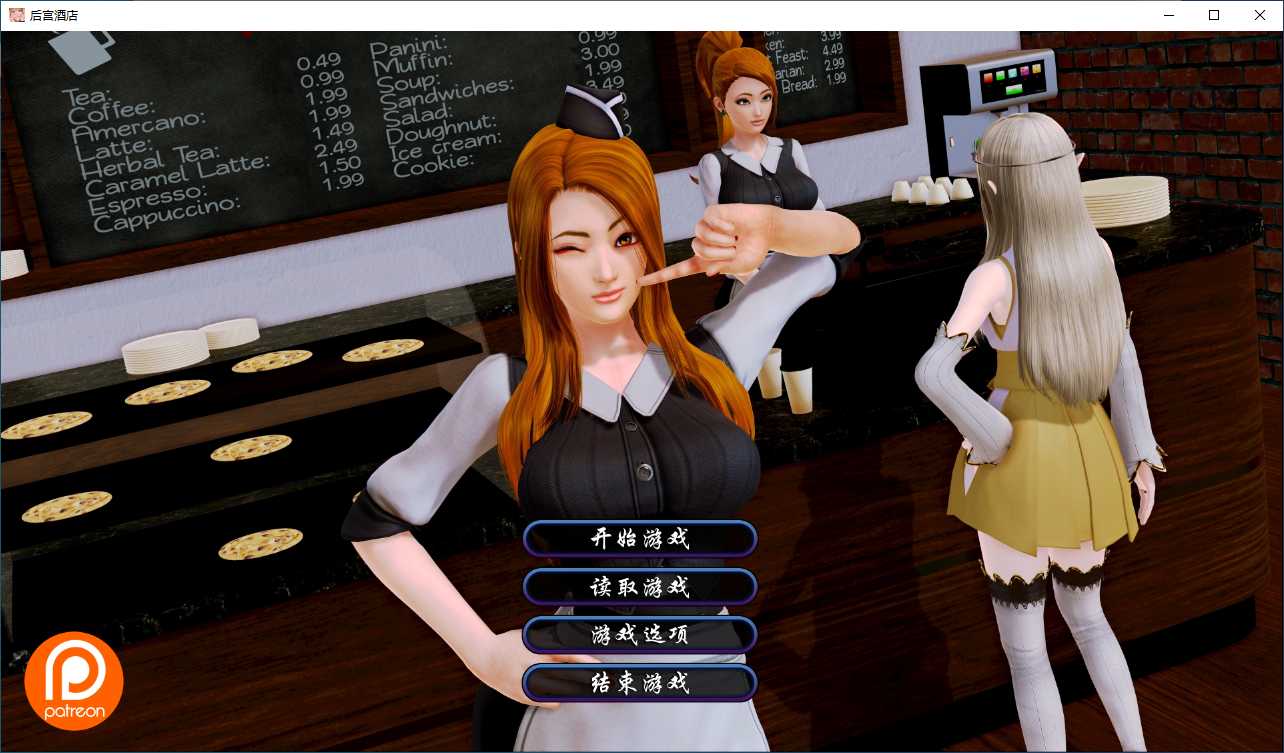 后宫酒店
Tea: 0.49
Coffee: 0.99
Amercano: 1.99
Latte: 1.49
Herbal Tea: 2.49
Caramel Latte: 1.50
Espresso: 1.99
Cappuccino:
Panini: 0.99
Muffin: 3.00
Soup: 1.99
Sandwiches: 3.49
Salad:
Doughnut:
Ice cream:
Cookie:
3.99
Feast: 4.49
2.99
Bread: 1.99
开始游戏
读取游戏
游戏选项
结束游戏
patreon